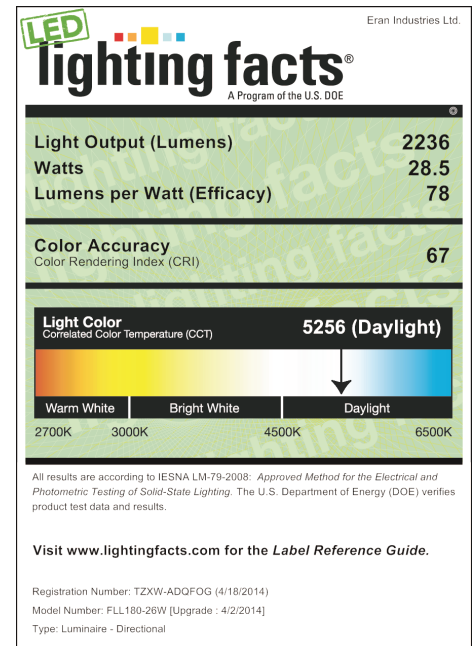 Eran Industries Ltd.
LED
lighting facts®
A Program of the U.S. DOE
Light Output (Lumens) 2236
Watts 28.5
Lumens per Watt (Efficacy) 78
Color Accuracy
Color Rendering Index (CRI) 67
Light Color
Correlated Color Temperature (CCT) 5256 (Daylight)
Warm White Bright White Daylight
2700K 3000K 4500K 6500K
All results are according to IESNA LM-79-2008: Approved Method for the Electrical and
Photometric Testing of Solid-State Lighting. The U.S. Department of Energy (DOE) verifies
product test data and results.
Visit www.lightingfacts.com for the Label Reference Guide.
Registration Number: TZXW-ADQFOG (4/18/2014)
Model Number: FLL180-26W [Upgrade : 4/2/2014]
Type: Luminaire - Directional